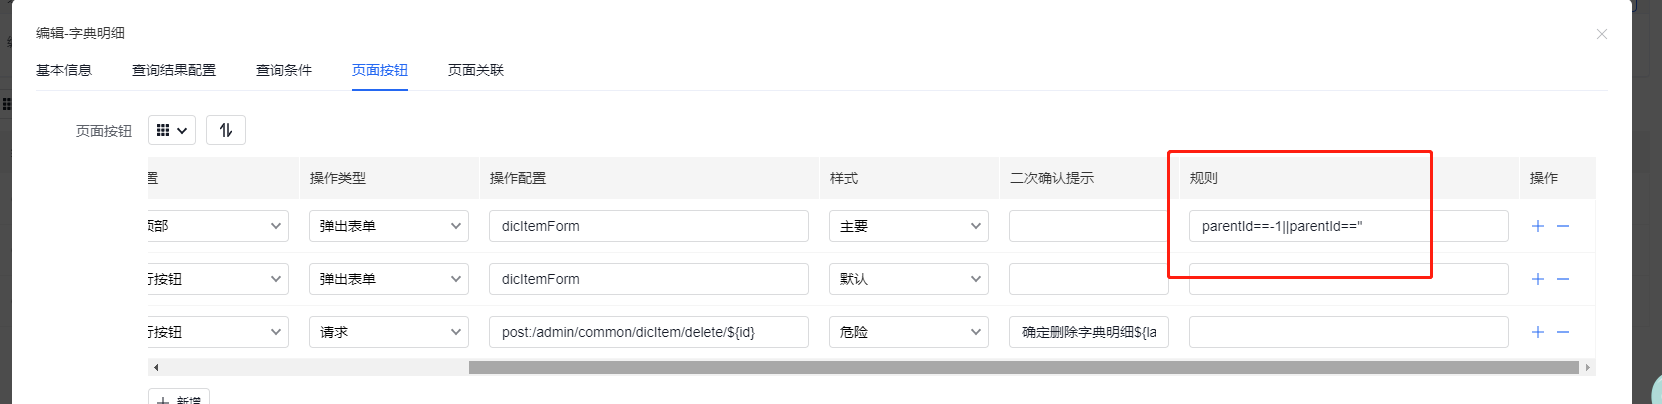 编辑-字典明细
基本信息 查询结果配置 查询条件 页面按钮 页面关联
页面按钮
置 操作类型 操作配置 样式 二次确认提示 规则 操作
顶部 弹出表单 dicItemForm 主要 parentId==-1||parentId=='' + −
行按钮 弹出表单 dicItemForm 默认 + −
行按钮 请求 post:/admin/common/dicItem/delete/${id} 危险 确定删除字典明细${la + −
+ 新增